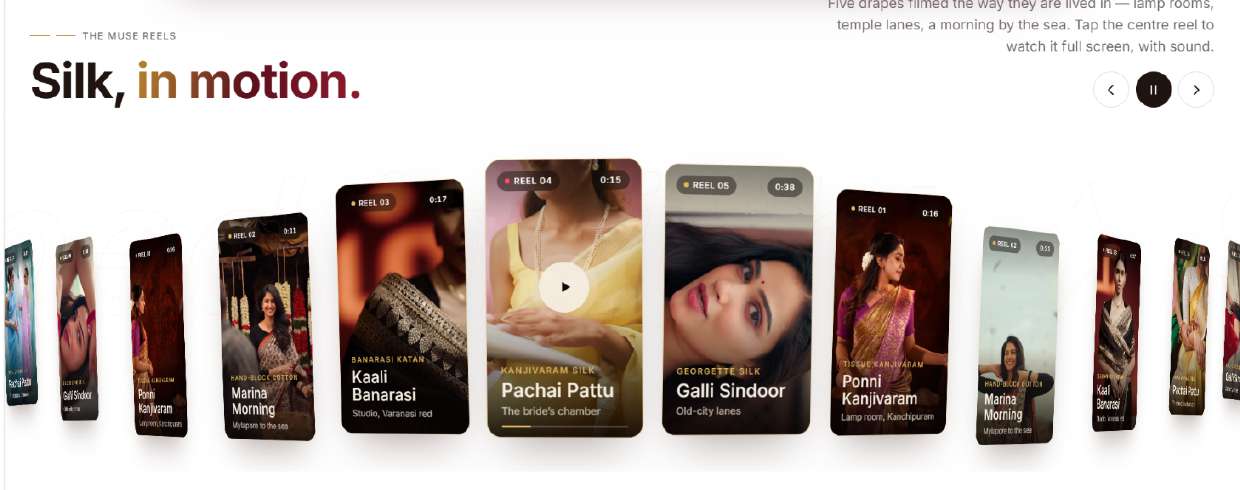 Five drapes filmed the way they are lived in — lamp rooms,
temple lanes, a morning by the sea. Tap the centre reel to
watch it full screen, with sound.
THE MUSE REELS
Silk, in motion.
Pachai Pattu
Ponni
Kanjivaram
REEL 02 0:11
HAND-BLOCK COTTON
Marina
Morning
Mylapore to the sea
REEL 03 0:17
BANARASI KATAN
Kaali
Banarasi
Studio, Varanasi red
REEL 04 0:15
KANJIVARAM SILK
Pachai Pattu
The bride's chamber
REEL 05 0:38
GEORGETTE SILK
Galli Sindoor
Old-city lanes
REEL 01 0:16
TISSUE KANJIVARAM
Ponni
Kanjivaram
Lamp room, Kanchipuram
REEL 02
HAND-BLOCK COTTON
Marina
Morning
Mylapore to the sea
Kaali
Banarasi
Pachai Pattu